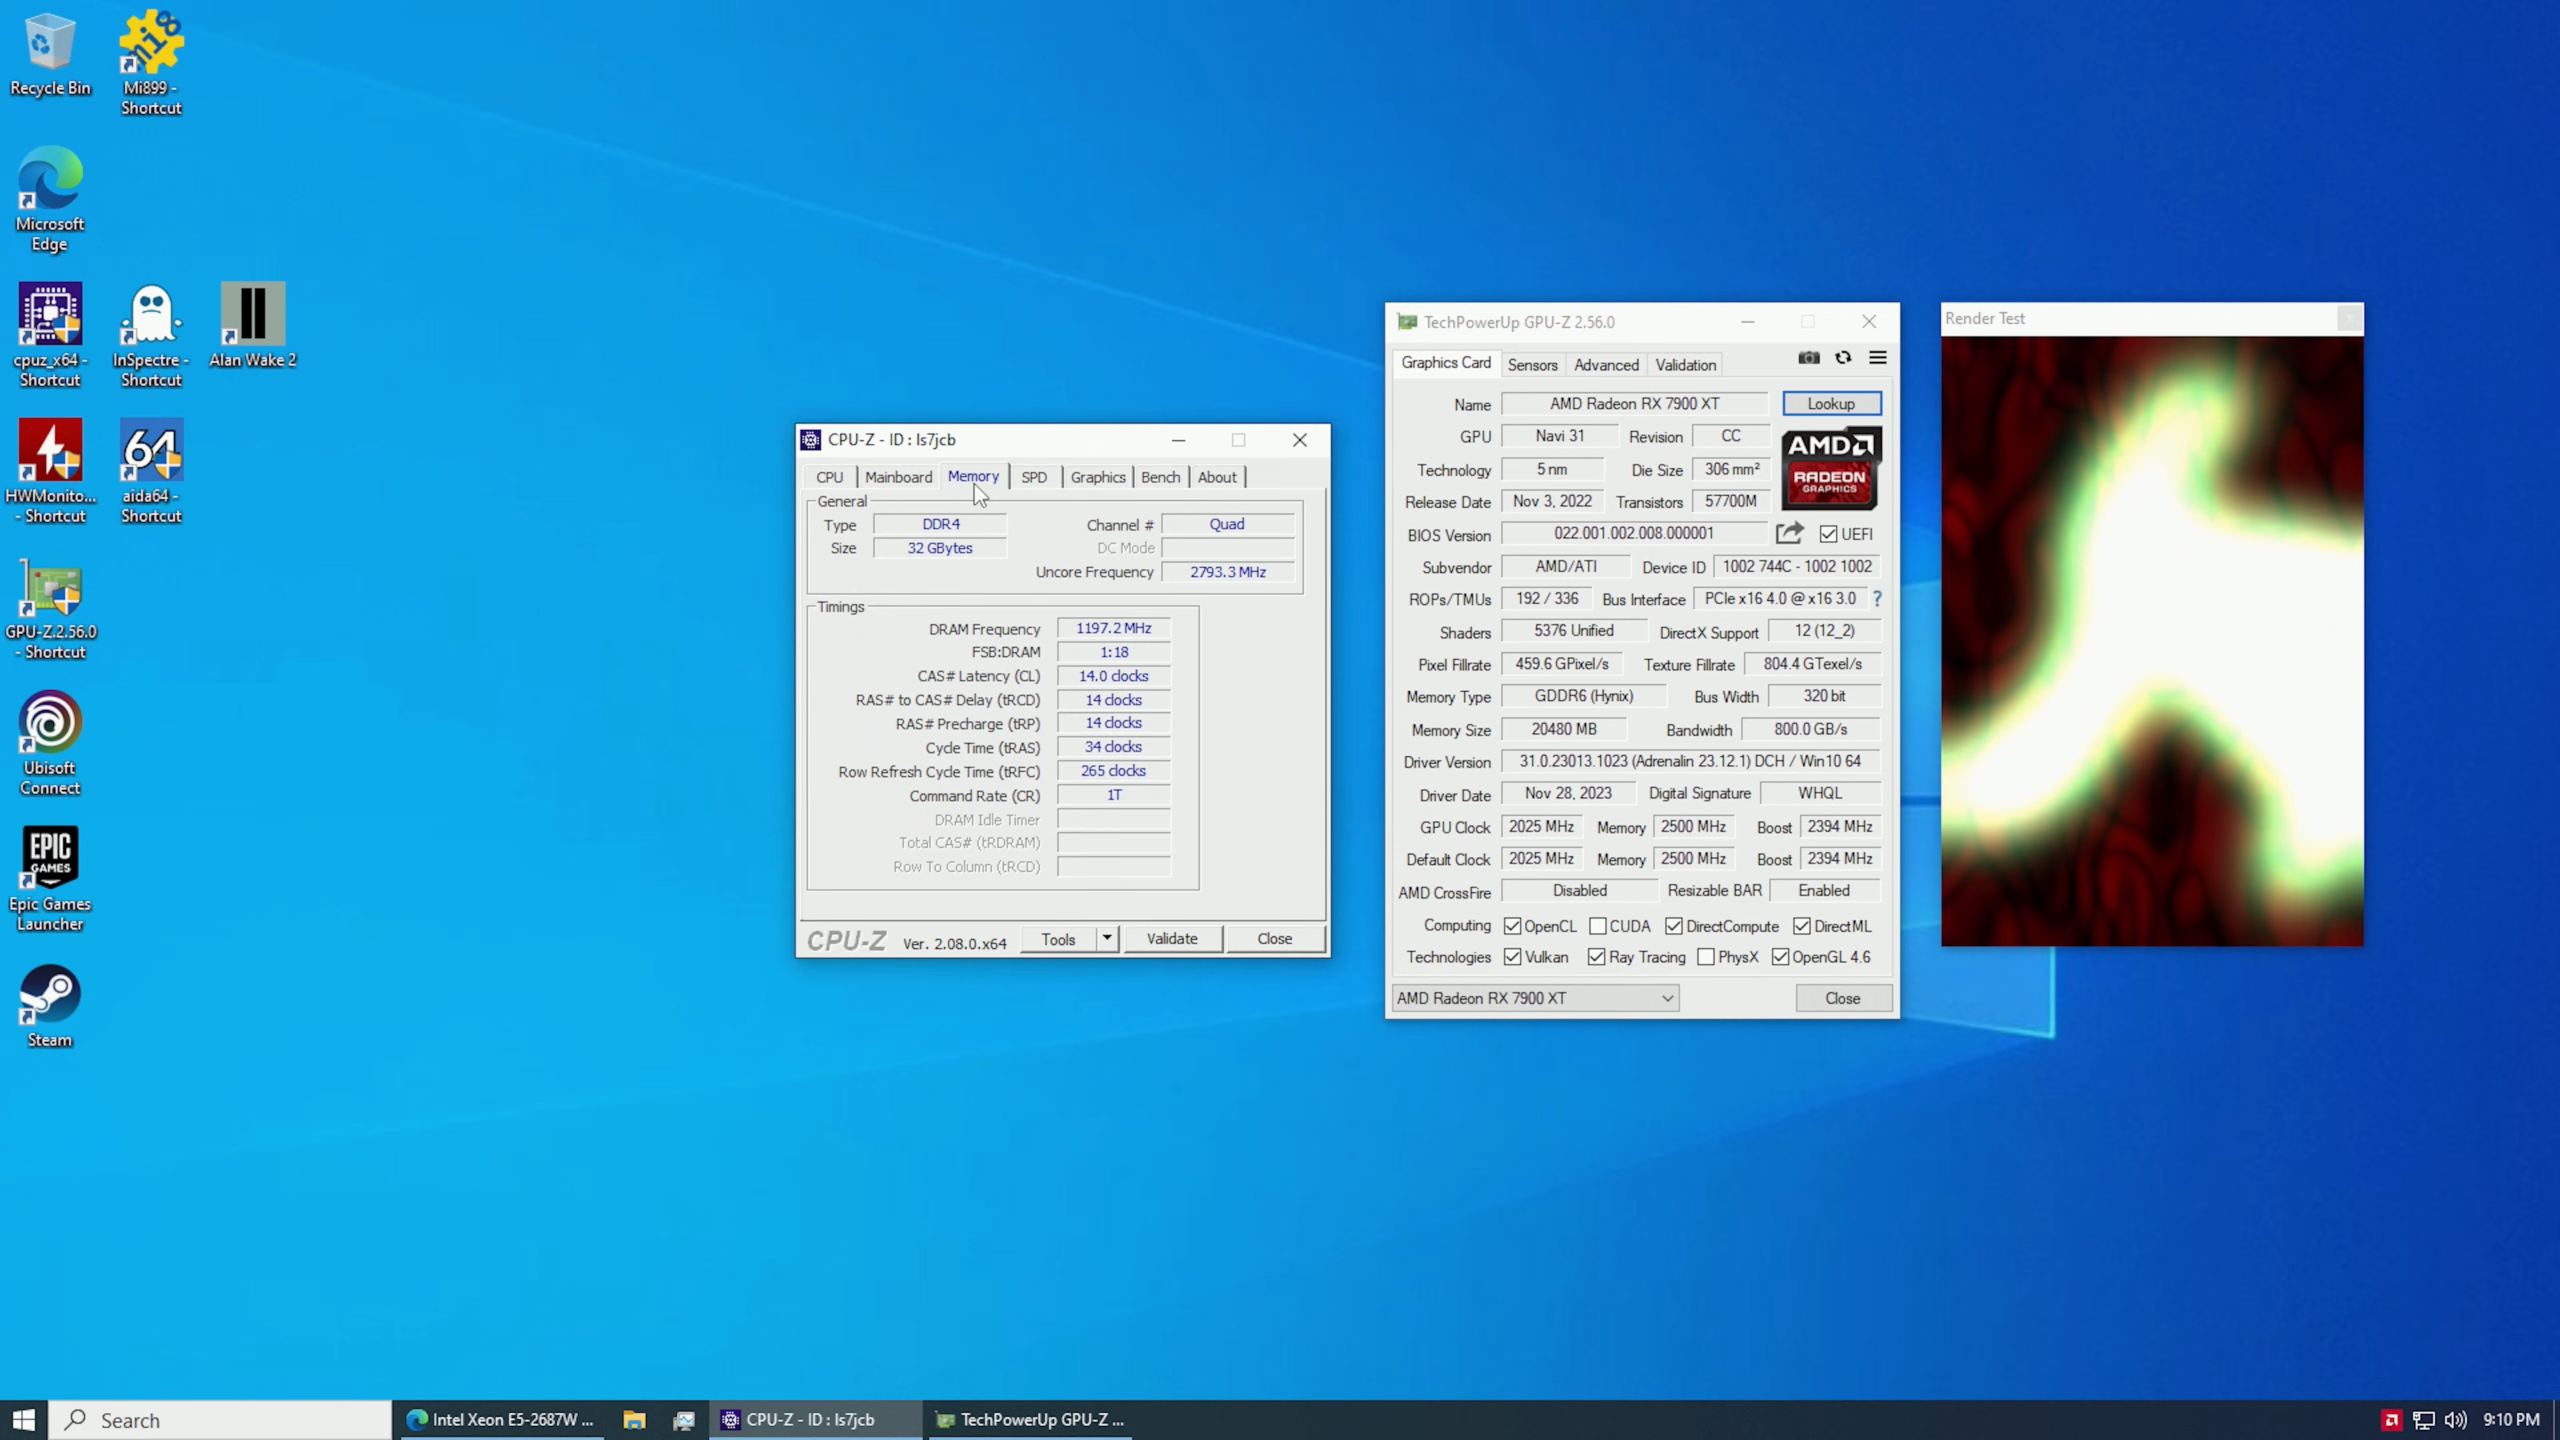 Recycle Bin
Mi899 -
Shortcut
Microsoft
Edge
cpuz_x64 -
Shortcut
InSpectre -
Shortcut
Alan Wake 2
HWMonito...
- Shortcut
aida64 -
Shortcut
GPU-Z.2.56.0
- Shortcut
Ubisoft
Connect
EPIC
GAMES
Epic Games
Launcher
Steam
CPU-Z - ID : ls7jcb
CPU Mainboard Memory SPD Graphics Bench About
General
Type DDR4 Channel # Quad
Size 32 GBytes DC Mode
Uncore Frequency 2793.3 MHz
Timings
DRAM Frequency 1197.2 MHz
FSB:DRAM 1:18
CAS# Latency (CL) 14.0 clocks
RAS# to CAS# Delay (tRCD) 14 clocks
RAS# Precharge (tRP) 14 clocks
Cycle Time (tRAS) 34 clocks
Row Refresh Cycle Time (tRFC) 265 clocks
Command Rate (CR) 1T
DRAM Idle Timer
Total CAS# (tRDRAM)
Row To Column (tRCD)
CPU-Z Ver. 2.08.0.x64 Tools Validate Close
TechPowerUp GPU-Z 2.56.0
Graphics Card Sensors Advanced Validation
Name AMD Radeon RX 7900 XT Lookup
GPU Navi 31 Revision CC
AMD
RADEON
GRAPHICS
Technology 5 nm Die Size 306 mm²
Release Date Nov 3, 2022 Transistors 57700M
BIOS Version 022.001.002.008.000001 UEFI
Subvendor AMD/ATI Device ID 1002 744C - 1002 1002
ROPs/TMUs 192 / 336 Bus Interface PCIe x16 4.0 @ x16 3.0 ?
Shaders 5376 Unified DirectX Support 12 (12_2)
Pixel Fillrate 459.6 GPixel/s Texture Fillrate 804.4 GTexel/s
Memory Type GDDR6 (Hynix) Bus Width 320 bit
Memory Size 20480 MB Bandwidth 800.0 GB/s
Driver Version 31.0.23013.1023 (Adrenalin 23.12.1) DCH / Win10 64
Driver Date Nov 28, 2023 Digital Signature WHQL
GPU Clock 2025 MHz Memory 2500 MHz Boost 2394 MHz
Default Clock 2025 MHz Memory 2500 MHz Boost 2394 MHz
AMD CrossFire Disabled Resizable BAR Enabled
Computing OpenCL CUDA DirectCompute DirectML
Technologies Vulkan Ray Tracing PhysX OpenGL 4.6
AMD Radeon RX 7900 XT Close
Render Test
Search
Intel Xeon E5-2687W ...
CPU-Z - ID : ls7jcb
TechPowerUp GPU-Z ...
9:10 PM